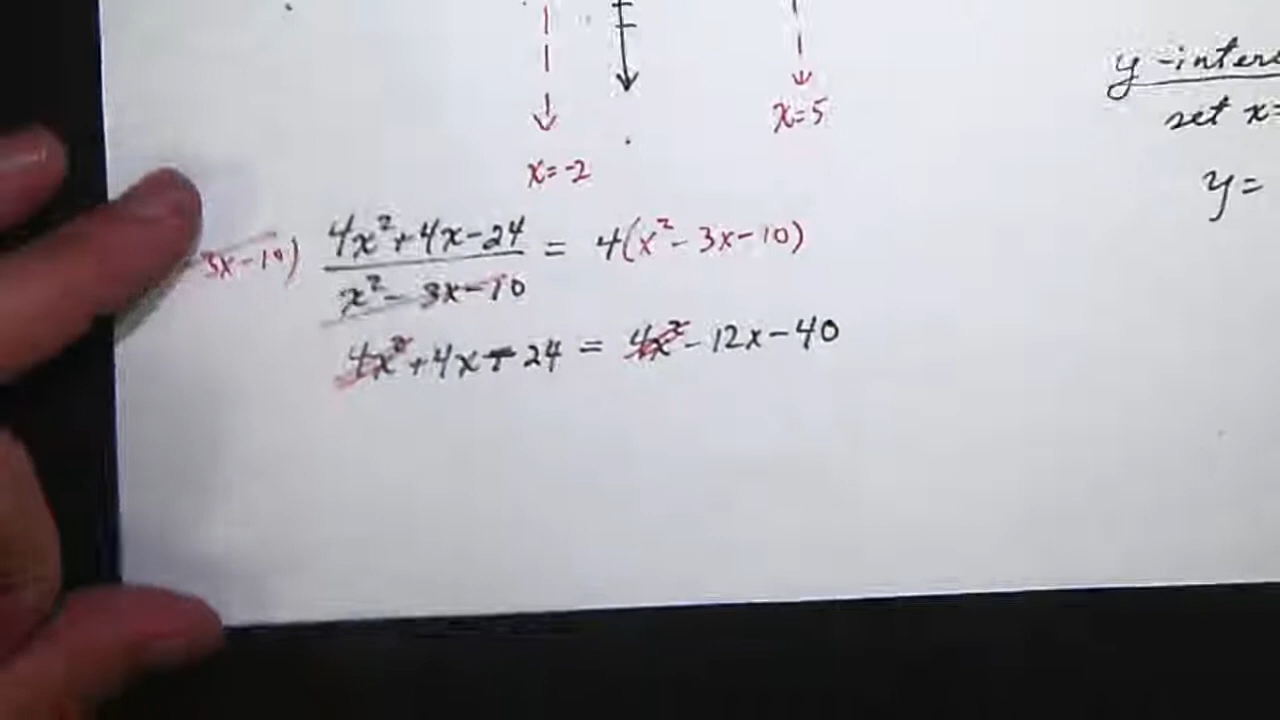 y-inter
set x=
y=
x=5
x=-2
3x-10) 4x²+4x-24 = 4(x²-3x-10)
x²-3x-10
4x²+4x-24 = 4x²-12x-40